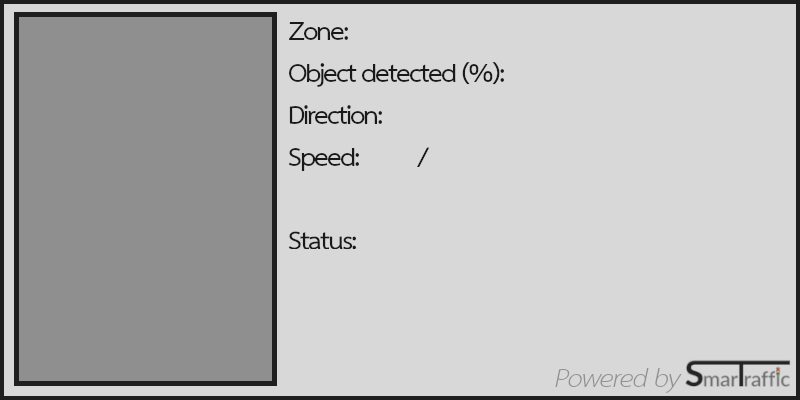 Zone:
Object detected (%):
Direction:
Speed: /
Status:
Powered by SmarTraffic